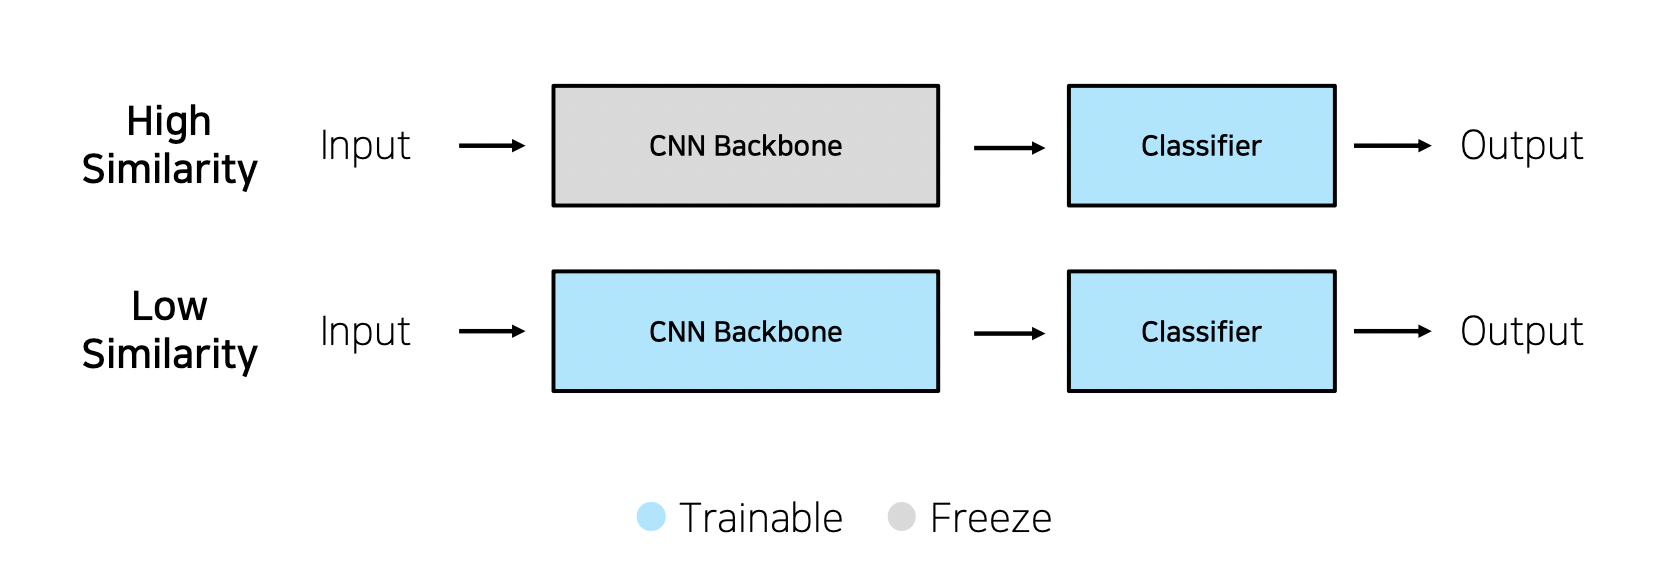 High
Similarity
Input
CNN Backbone
Classifier
Output
Low
Similarity
Input
CNN Backbone
Classifier
Output
Trainable
Freeze